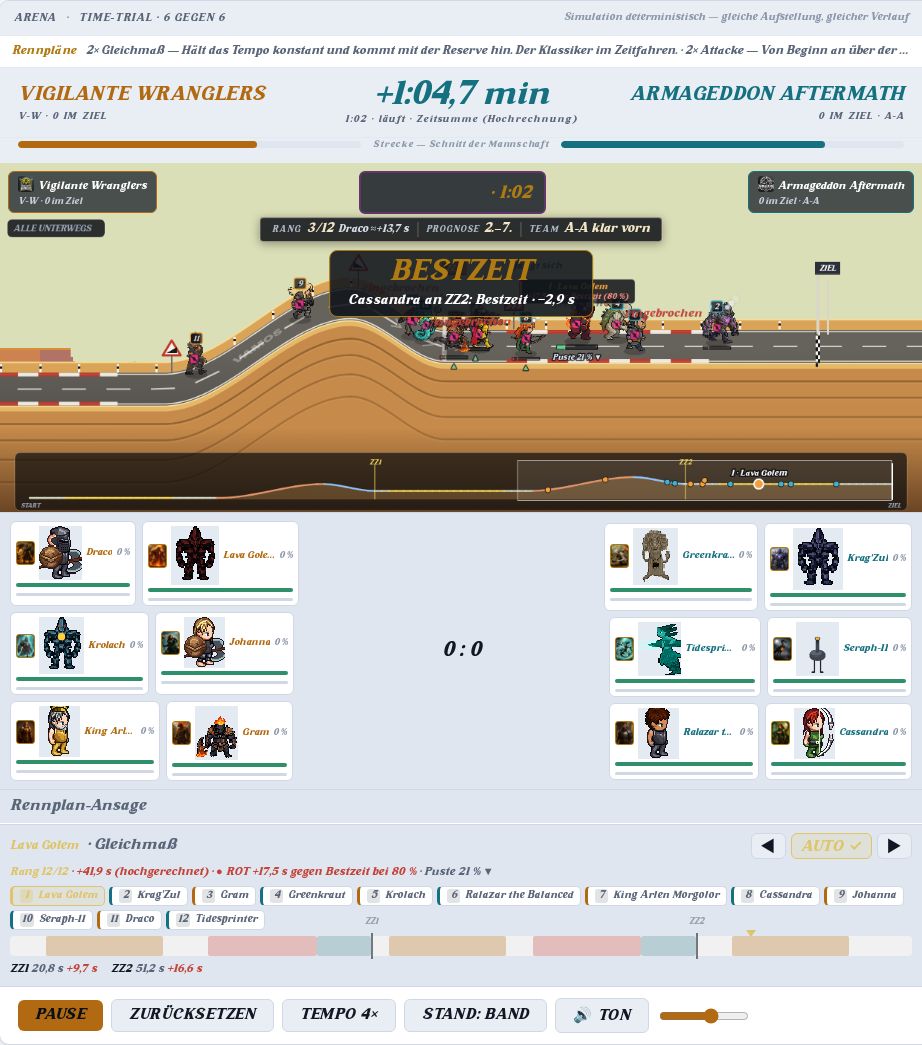 ARENA · TIME-TRIAL · 6 GEGEN 6
Simulation deterministisch — gleiche Aufstellung, gleicher Verlauf
Rennpläne 2× Gleichmaß — Hält das Tempo konstant und kommt mit der Reserve hin. Der Klassiker im Zeitfahren. · 2× Attacke — Von Beginn an über der ...
VIGILANTE WRANGLERS
+1:04,7 min
ARMAGEDDON AFTERMATH
V-W · 0 IM ZIEL
1:02 · läuft · Zeitsumme (Hochrechnung)
0 IM ZIEL · A-A
Strecke — Schnitt der Mannschaft
Vigilante Wranglers
V-W · 0 im Ziel
· 1:02
Armageddon Aftermath
0 im Ziel · A-A
ALLE UNTERWEGS
RANG 3/12 Draco ≈+13,7 s | PROGNOSE 2.–7. | TEAM A-A klar vorn
BESTZEIT
Cassandra an ZZ2: Bestzeit · −2,9 s
ZIEL
9
2
11
VAMOS
Puste 21 % ▾
ZZ1
ZZ2
1 · Lava Golem
START
ZIEL
Draco 0 %
Lava Gole... 0 %
Greenkra... 0 %
Krag'Zul 0 %
Krolach 0 %
Johanna 0 %
0 : 0
Tidespri... 0 %
Seraph-II 0 %
King Arl... 0 %
Gram 0 %
Ralazar t... 0 %
Cassandra 0 %
Rennplan-Ansage
Lava Golem · Gleichmaß
◀ AUTO ✓ ▶
Rang 12/12 · +41,9 s (hochgerechnet) · ● ROT +17,5 s gegen Bestzeit bei 80 % · Puste 21 % ▾
1 Lava Golem 2 Krag'Zul 3 Gram 4 Greenkraut 5 Krolach 6 Ralazar the Balanced 7 King Arlen Morgolor 8 Cassandra 9 Johanna
10 Seraph-II 11 Draco 12 Tidesprinter
ZZ1
ZZ2
ZZ1 20,8 s +9,7 s ZZ2 51,2 s +16,6 s
PAUSE
ZURÜCKSETZEN
TEMPO 4×
STAND: BAND
TON